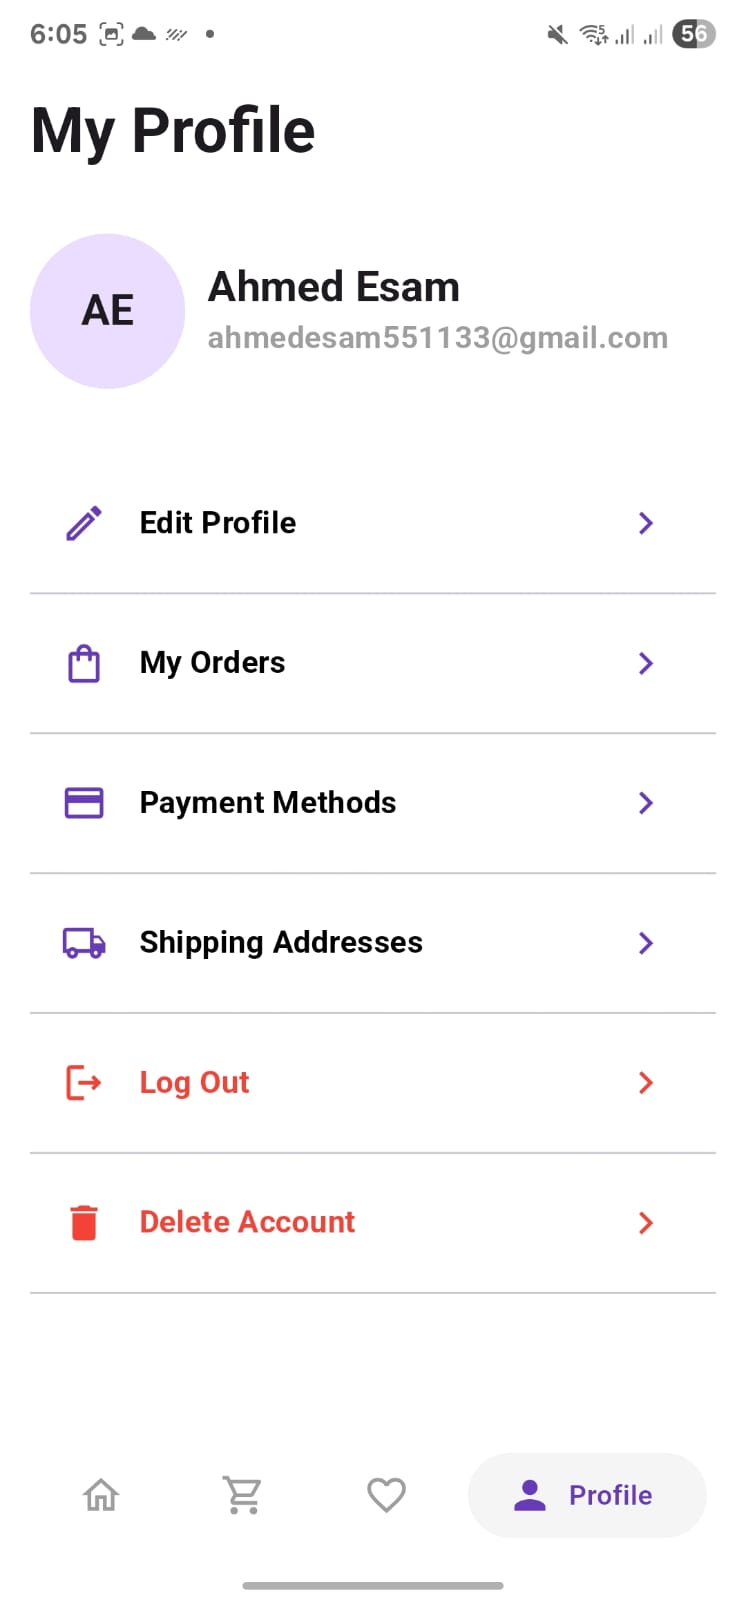 6:05
56
My Profile
AE
Ahmed Esam
ahmedesam551133@gmail.com
Edit Profile
My Orders
Payment Methods
Shipping Addresses
Log Out
Delete Account
Profile